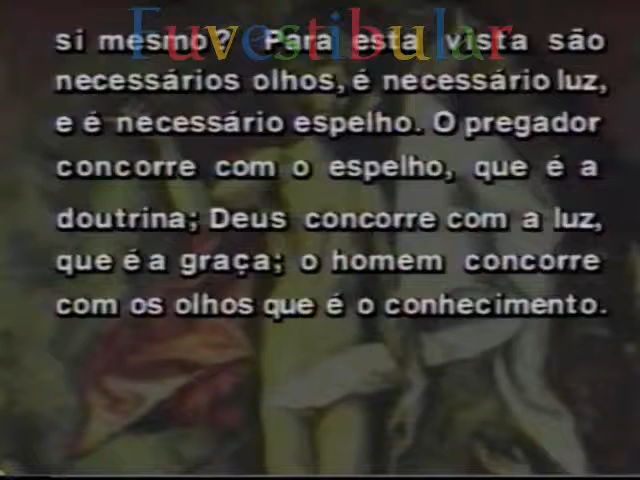 Fuvestibular
si mesmo? Para esta vista são
necessários olhos, é necessário luz,
e é necessário espelho. O pregador
concorre com o espelho, que é a
doutrina; Deus concorre com a luz,
que é a graça; o homem concorre
com os olhos que é o conhecimento.